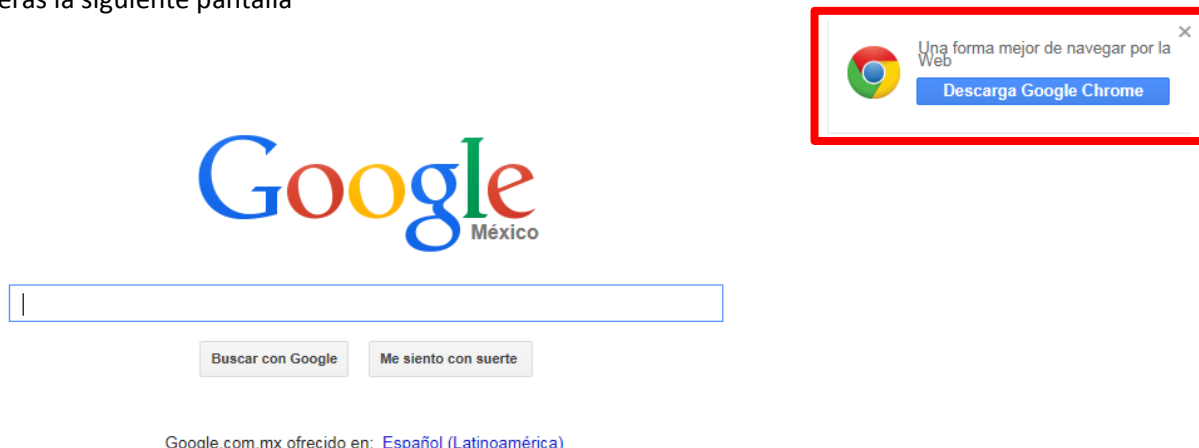 la siguiente pantalla
Una forma mejor de navegar por la
Web
Descarga Google Chrome
Google
México
Buscar con Google
Me siento con suerte
Google.com.mx ofrecido en: Español (Latinoamérica)